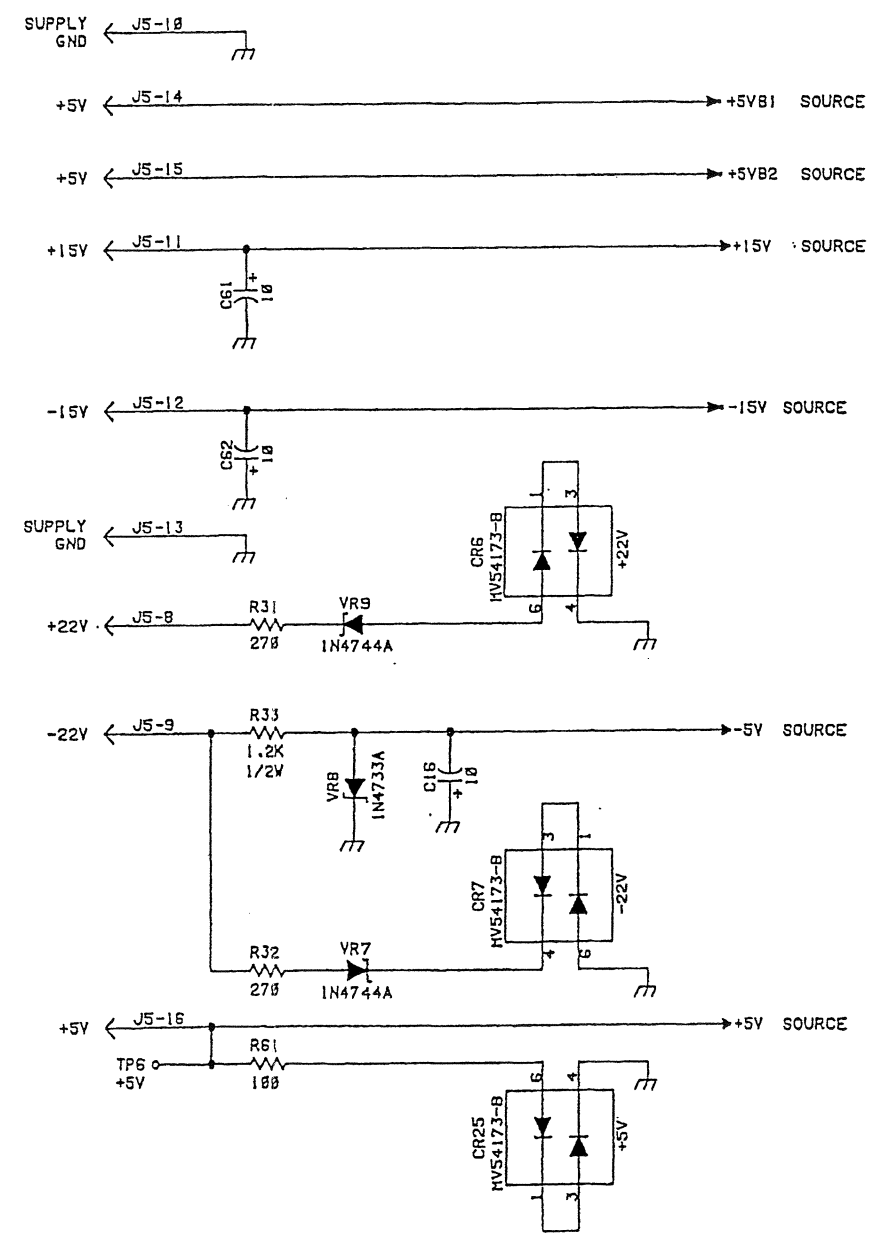 SUPPLY
GND
J5-10
+5V
J5-14
+5VB1 SOURCE
+5V
J5-15
+5VB2 SOURCE
+15V
J5-11
+15V SOURCE
C61
+
10
-15V
J5-12
-15V SOURCE
C62
+
10
SUPPLY
GND
J5-13
1
3
CR6
MV54173-B
+22V
6
4
+22V
J5-8
R31
270
VR9
1N4744A
-22V
J5-9
R33
1.2K
1/2W
-5V SOURCE
VR8
1N4733A
C16
+
10
3
1
CR7
MV54173-B
-22V
4
6
R32
270
VR7
1N4744A
+5V
J5-16
+5V SOURCE
TP6
+5V
R61
100
6
4
CR25
MV54173-B
+5V
1
3